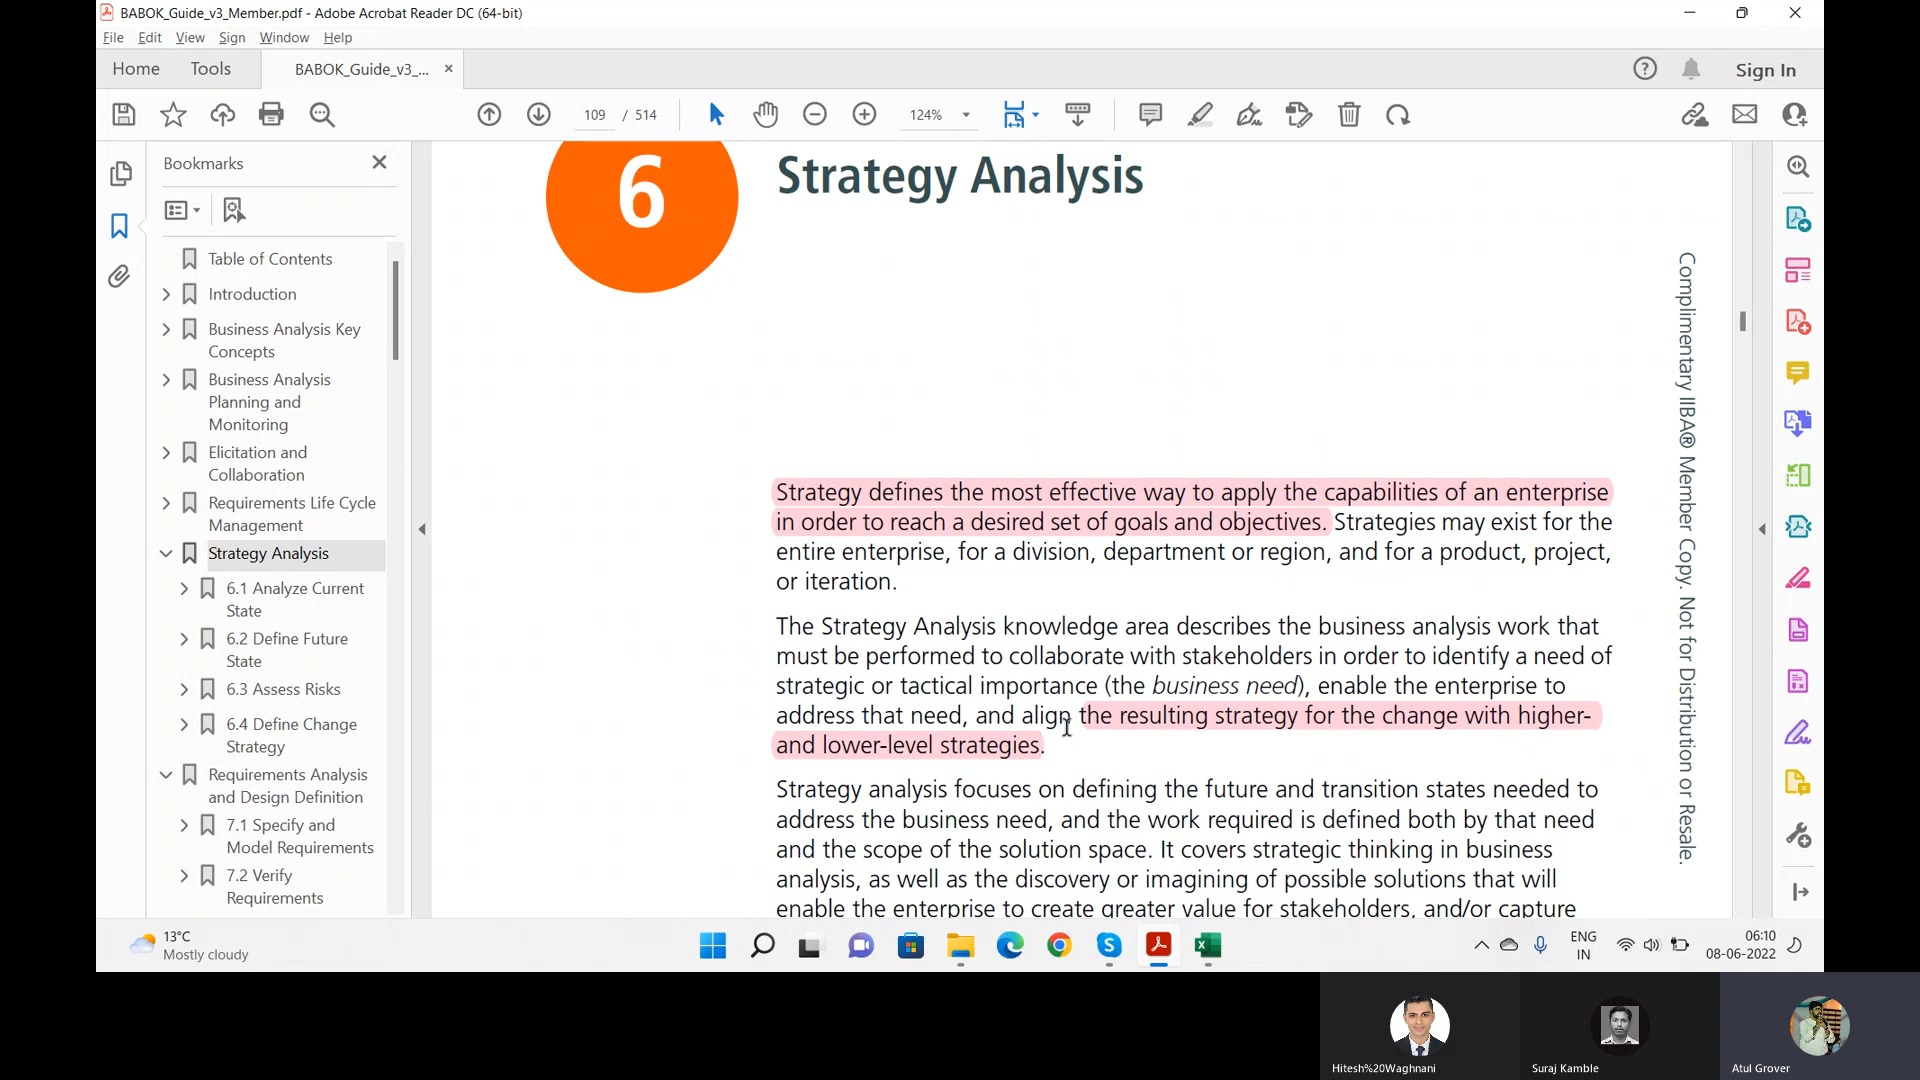 BABOK_Guide_v3_Member.pdf - Adobe Acrobat Reader DC (64-bit)
File Edit View Sign Window Help
Home Tools BABOK_Guide_v3_... × Sign In
109 / 514 124%
Bookmarks
Table of Contents
Introduction
Business Analysis Key
Concepts
Business Analysis
Planning and
Monitoring
Elicitation and
Collaboration
Requirements Life Cycle
Management
Strategy Analysis
6.1 Analyze Current
State
6.2 Define Future
State
6.3 Assess Risks
6.4 Define Change
Strategy
Requirements Analysis
and Design Definition
7.1 Specify and
Model Requirements
7.2 Verify
Requirements
6
Strategy Analysis
Strategy defines the most effective way to apply the capabilities of an enterprise
in order to reach a desired set of goals and objectives. Strategies may exist for the
entire enterprise, for a division, department or region, and for a product, project,
or iteration.
The Strategy Analysis knowledge area describes the business analysis work that
must be performed to collaborate with stakeholders in order to identify a need of
strategic or tactical importance (the business need), enable the enterprise to
address that need, and align the resulting strategy for the change with higher-
and lower-level strategies.
Strategy analysis focuses on defining the future and transition states needed to
address the business need, and the work required is defined both by that need
and the scope of the solution space. It covers strategic thinking in business
analysis, as well as the discovery or imagining of possible solutions that will
enable the enterprise to create greater value for stakeholders, and/or capture
Complimentary IIBA® Member Copy. Not for Distribution or Resale.
13°C
Mostly cloudy
ENG
IN
06:10
08-06-2022
Hitesh%20Waghnani
Suraj Kamble
Atul Grover